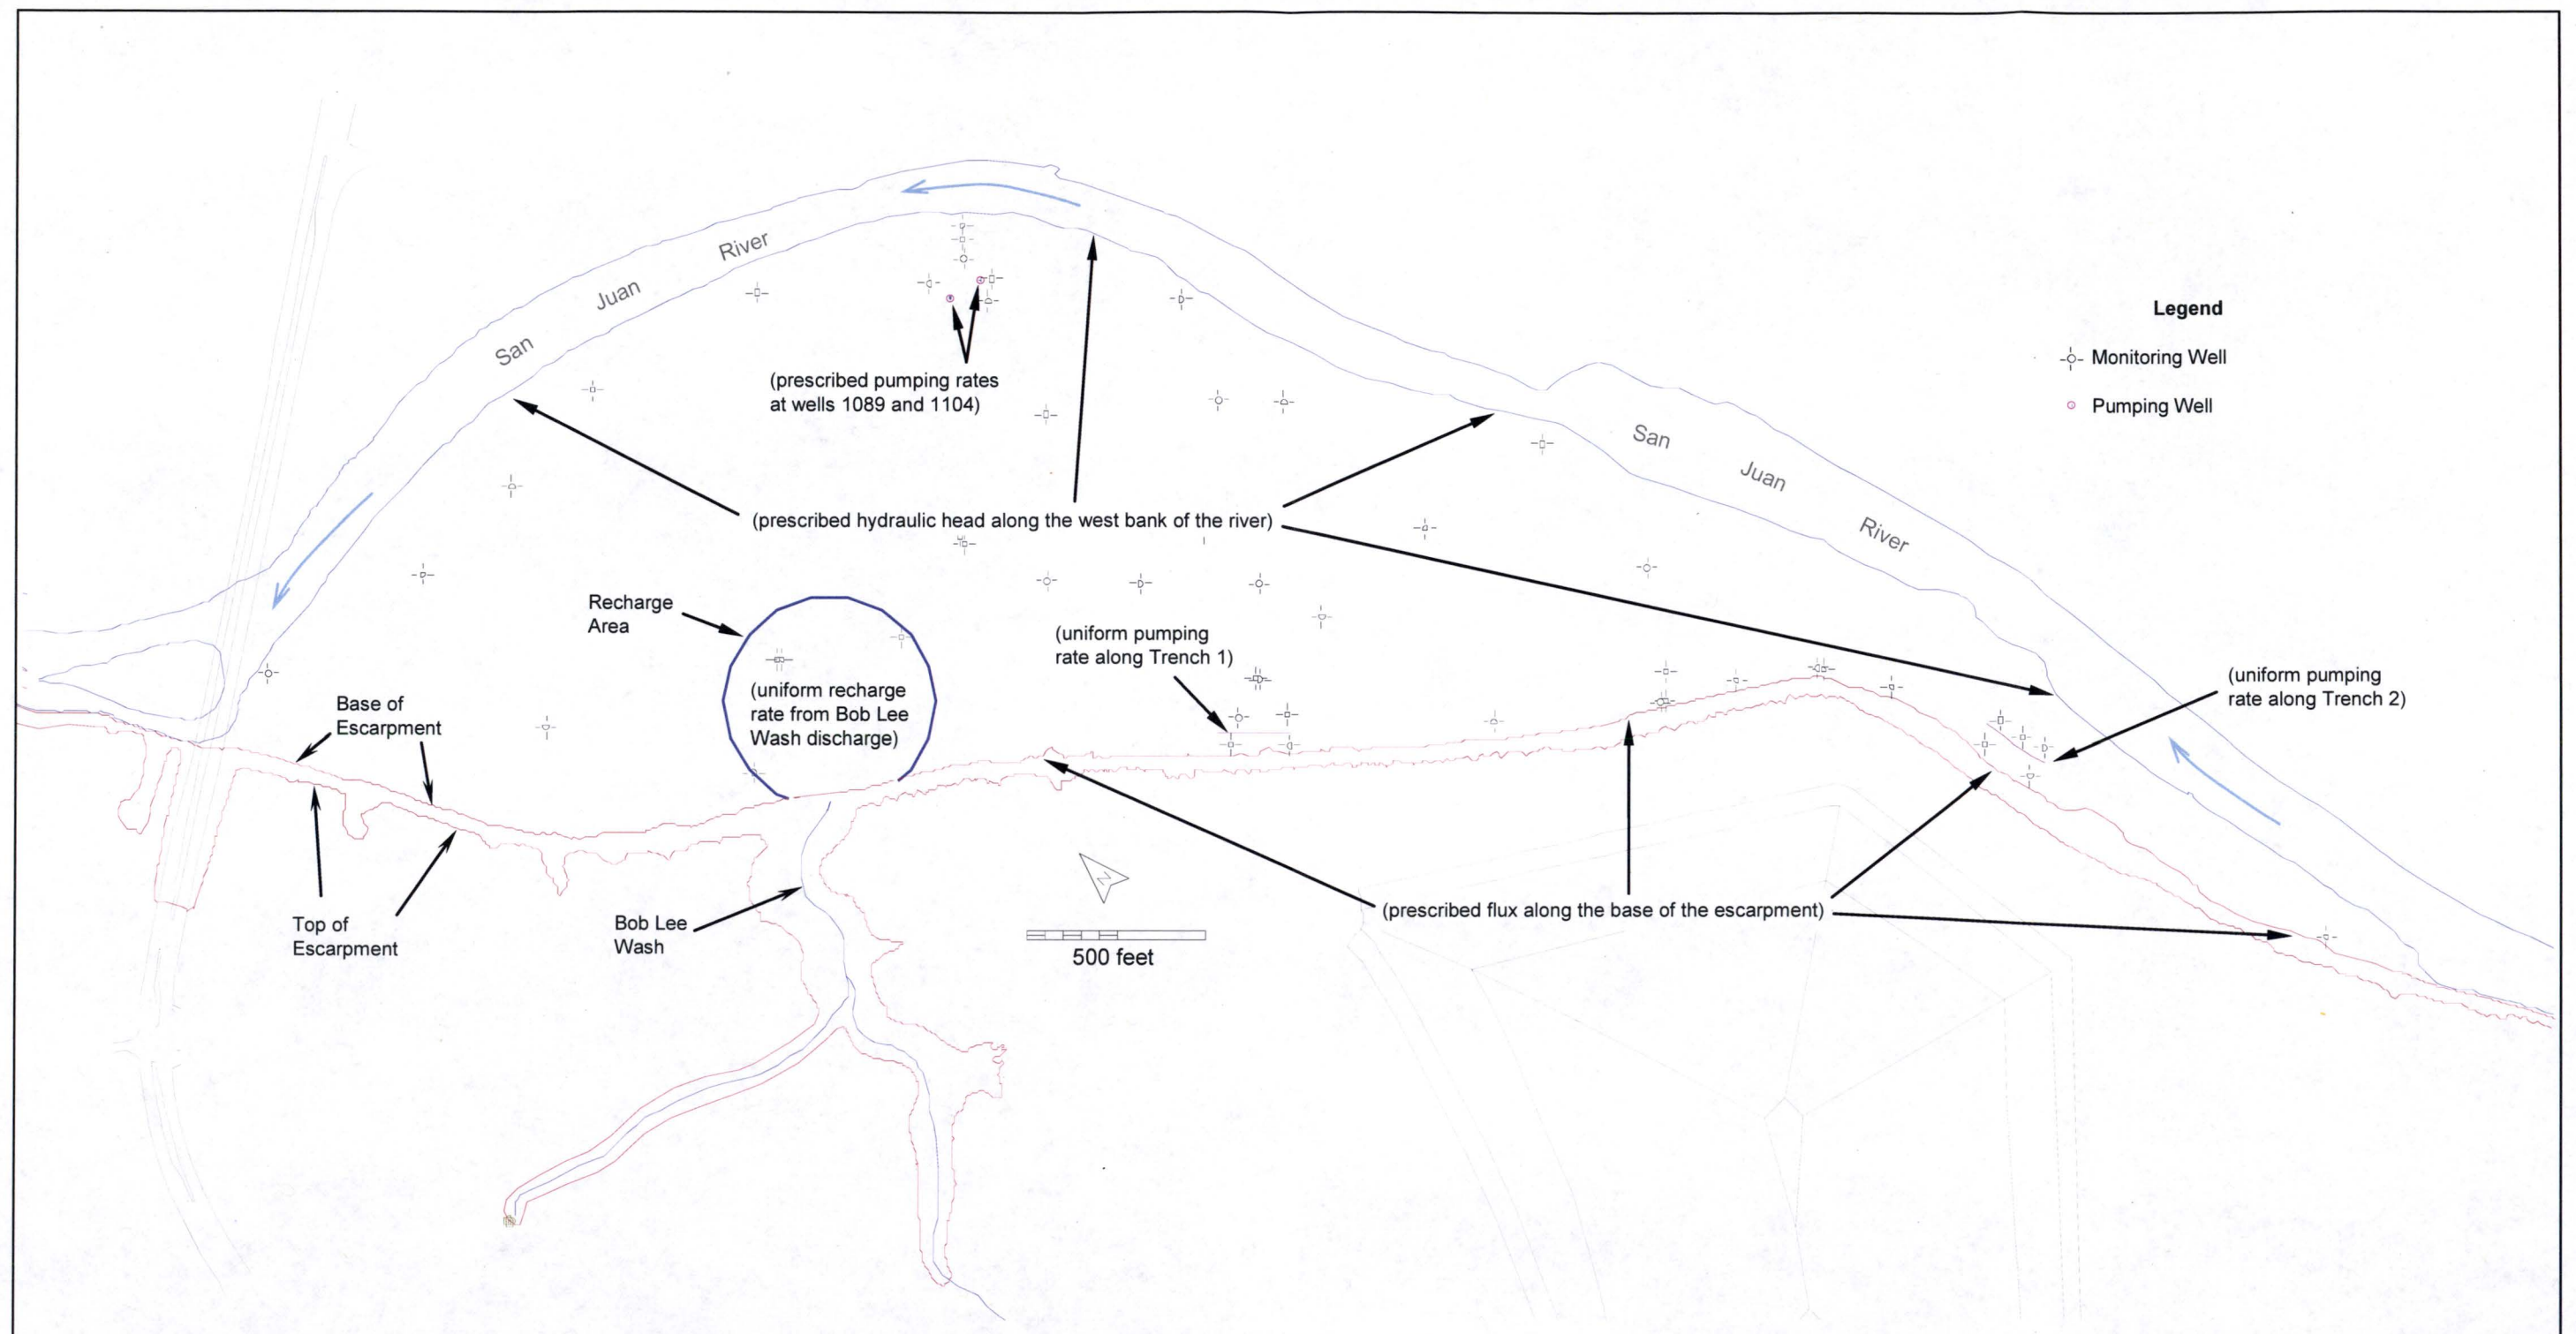 San Juan River
(prescribed pumping rates
at wells 1089 and 1104)
Legend
Monitoring Well
Pumping Well
San Juan River
(prescribed hydraulic head along the west bank of the river)
Recharge
Area
(uniform pumping
rate along Trench 1)
(uniform recharge
rate from Bob Lee
Wash discharge)
(uniform pumping
rate along Trench 2)
Base of
Escarpment
Top of
Escarpment
Bob Lee
Wash
N
500 feet
(prescribed flux along the base of the escarpment)